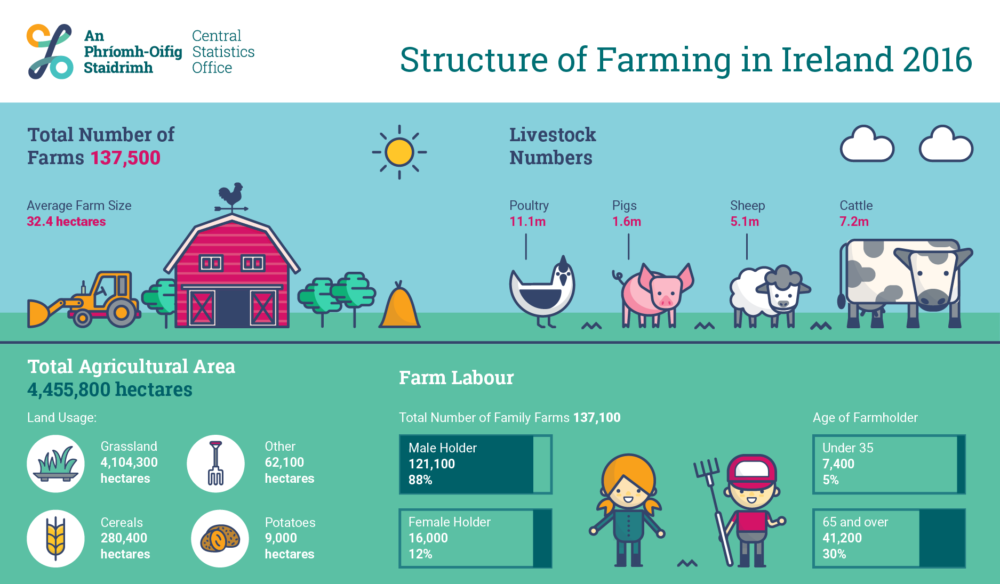 An
Phríomh-Oifig
Staidrimh
Central
Statistics
Office
Structure of Farming in Ireland 2016
Total Number of
Farms 137,500
Average Farm Size
32.4 hectares
Livestock
Numbers
Poultry
11.1m
Pigs
1.6m
Sheep
5.1m
Cattle
7.2m
Total Agricultural Area
4,455,800 hectares
Land Usage:
Grassland
4,104,300
hectares
Other
62,100
hectares
Cereals
280,400
hectares
Potatoes
9,000
hectares
Farm Labour
Total Number of Family Farms 137,100
Male Holder
121,100
88%
Female Holder
16,000
12%
Age of Farmholder
Under 35
7,400
5%
65 and over
41,200
30%